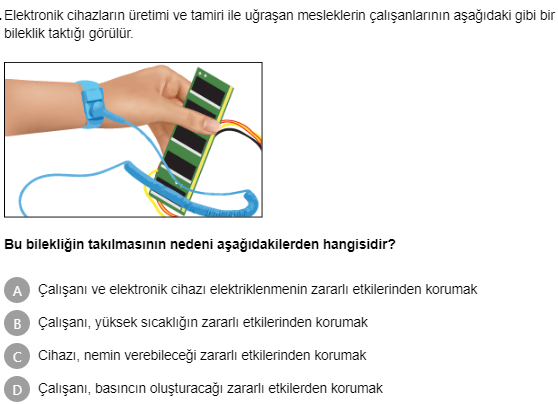 . Elektronik cihazların üretimi ve tamiri ile uğraşan mesleklerin çalışanlarının aşağıdaki gibi bir
bileklik taktığı görülür.
Bu bilekliğin takılmasının nedeni aşağıdakilerden hangisidir?
A Çalışanı ve elektronik cihazı elektriklenmenin zararlı etkilerinden korumak
B Çalışanı, yüksek sıcaklığın zararlı etkilerinden korumak
C Cihazı, nemin verebileceği zararlı etkilerinden korumak
D Çalışanı, basıncın oluşturacağı zararlı etkilerden korumak